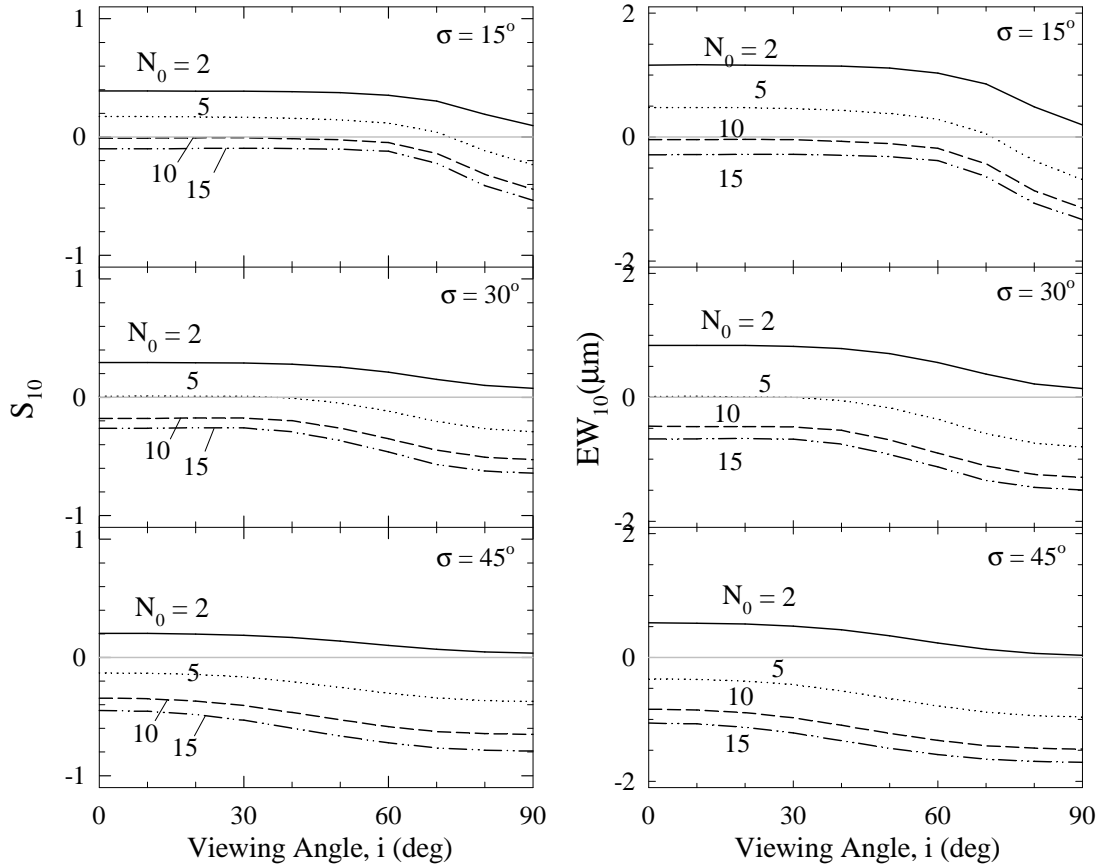 1
σ = 15°
N₀ = 2
5
0
10
15
-1
1
σ = 30°
N₀ = 2
5
0
10
15
-1
1
σ = 45°
N₀ = 2
5
0
10
15
-1
0 30 60 90
Viewing Angle, i (deg)
S₁₀
2
σ = 15°
N₀ = 2
5
0
10
15
-2
2
σ = 30°
N₀ = 2
5
0
10
15
-2
2
σ = 45°
N₀ = 2
5
0
10
15
-2
0 30 60 90
Viewing Angle, i (deg)
EW₁₀(μm)